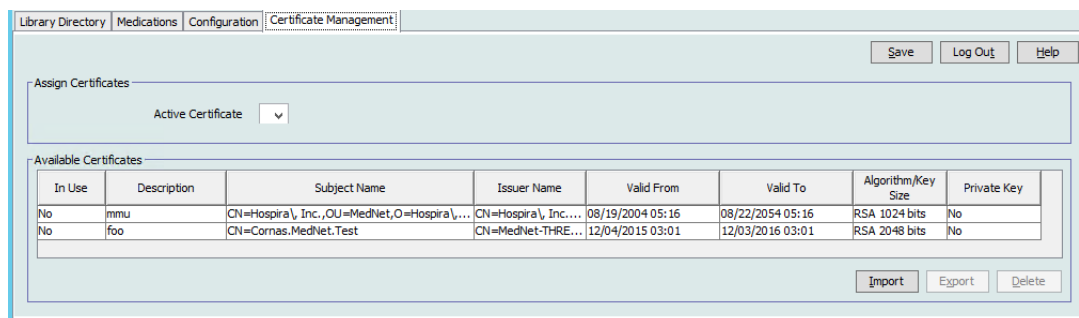 Library Directory Medications Configuration Certificate Management
Save Log Out Help
Assign Certificates
Active Certificate
Available Certificates
In Use Description Subject Name Issuer Name Valid From Valid To Algorithm/Key Size Private Key
No mmu CN=Hospira\, Inc.,OU=MedNet,O=Hospira\,... CN=Hospira\, Inc.... 08/19/2004 05:16 08/22/2054 05:16 RSA 1024 bits No
No foo CN=Cornas.MedNet.Test CN=MedNet-THRE... 12/04/2015 03:01 12/03/2016 03:01 RSA 2048 bits No
Import Export Delete